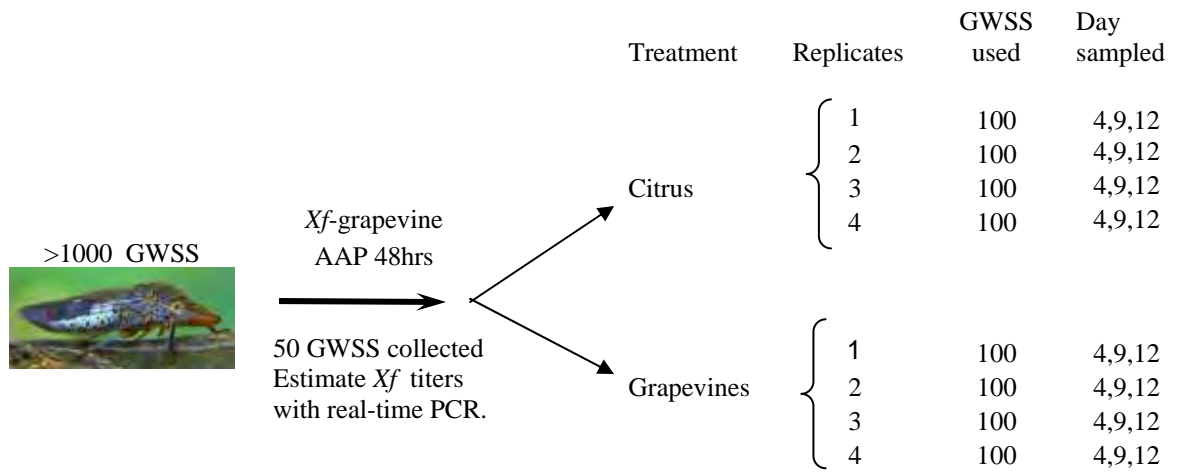 GWSS Day
Treatment Replicates used sampled
1 100 4,9,12
2 100 4,9,12
Citrus 3 100 4,9,12
4 100 4,9,12
Xf-grapevine
>1000 GWSS AAP 48hrs
50 GWSS collected
Estimate Xf titers
with real-time PCR.
1 100 4,9,12
Grapevines 2 100 4,9,12
3 100 4,9,12
4 100 4,9,12